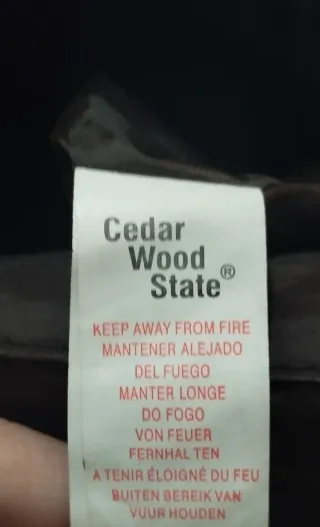 Cedar
Wood
State®
KEEP AWAY FROM FIRE
MANTENER ALEJADO
DEL FUEGO
MANTER LONGE
DO FOGO
VON FEUER
FERNHAL TEN
A TENIR ÉLOIGNÉ DU FEU
BUITEN BEREIK VAN
VUUR HOUDEN